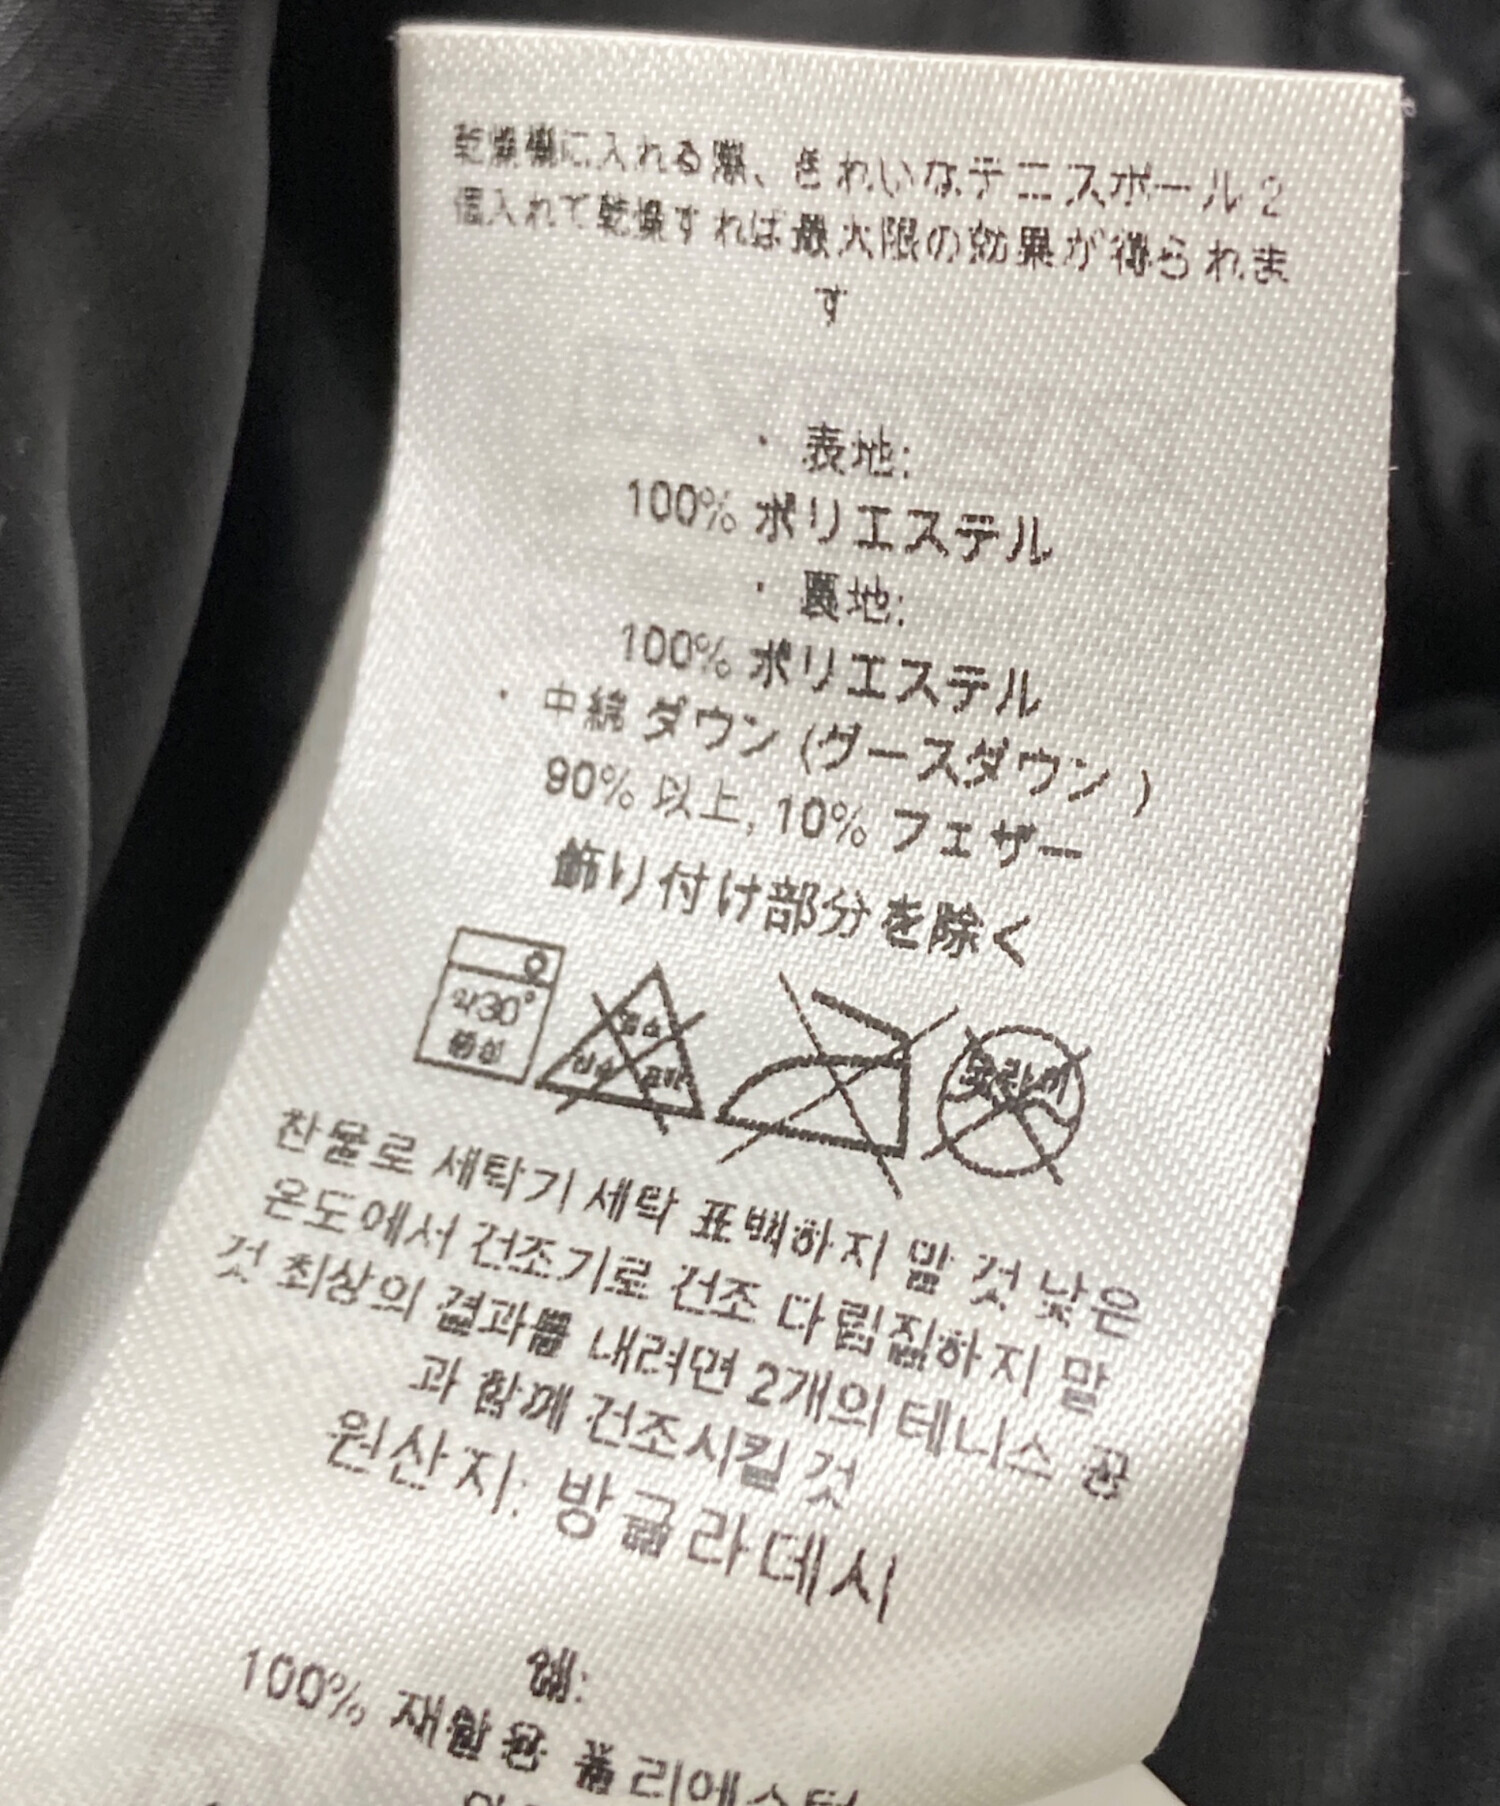 乾燥機に入れる際、きれいなテニスボール2
個入れて乾燥すれば最大限の効果が得られま
す
・表地:
100% ポリエステル
・裏地:
100% ポリエステル
・中綿 ダウン (グースダウン)
90% 以上, 10% フェザー
飾り付け部分を除く
약30°
중성
염소
산소 표백
찬물로 세탁기 세탁 표백하지 말 것 낮은
온도에서 건조기로 건조 다림질하지 말
것 최상의 결과를 내려면 2개의 테니스 공
과 함께 건조시킬 것
원산지: 방글라데시
쉘:
100% 재활용 폴리에스터